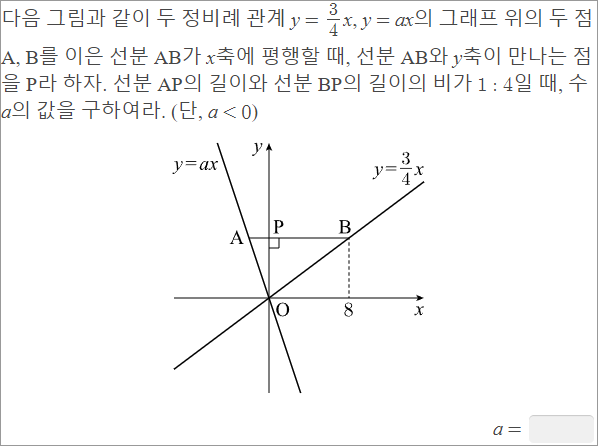 다음 그림과 같이 두 정비례 관계 y = 3/4 x, y = ax의 그래프 위의 두 점
A, B를 이은 선분 AB가 x축에 평행할 때, 선분 AB와 y축이 만나는 점
을 P라 하자. 선분 AP의 길이와 선분 BP의 길이의 비가 1 : 4일 때, 수
a의 값을 구하여라. (단, a < 0)
y
y=ax
y=3/4 x
A
P
B
O
8
x
a =